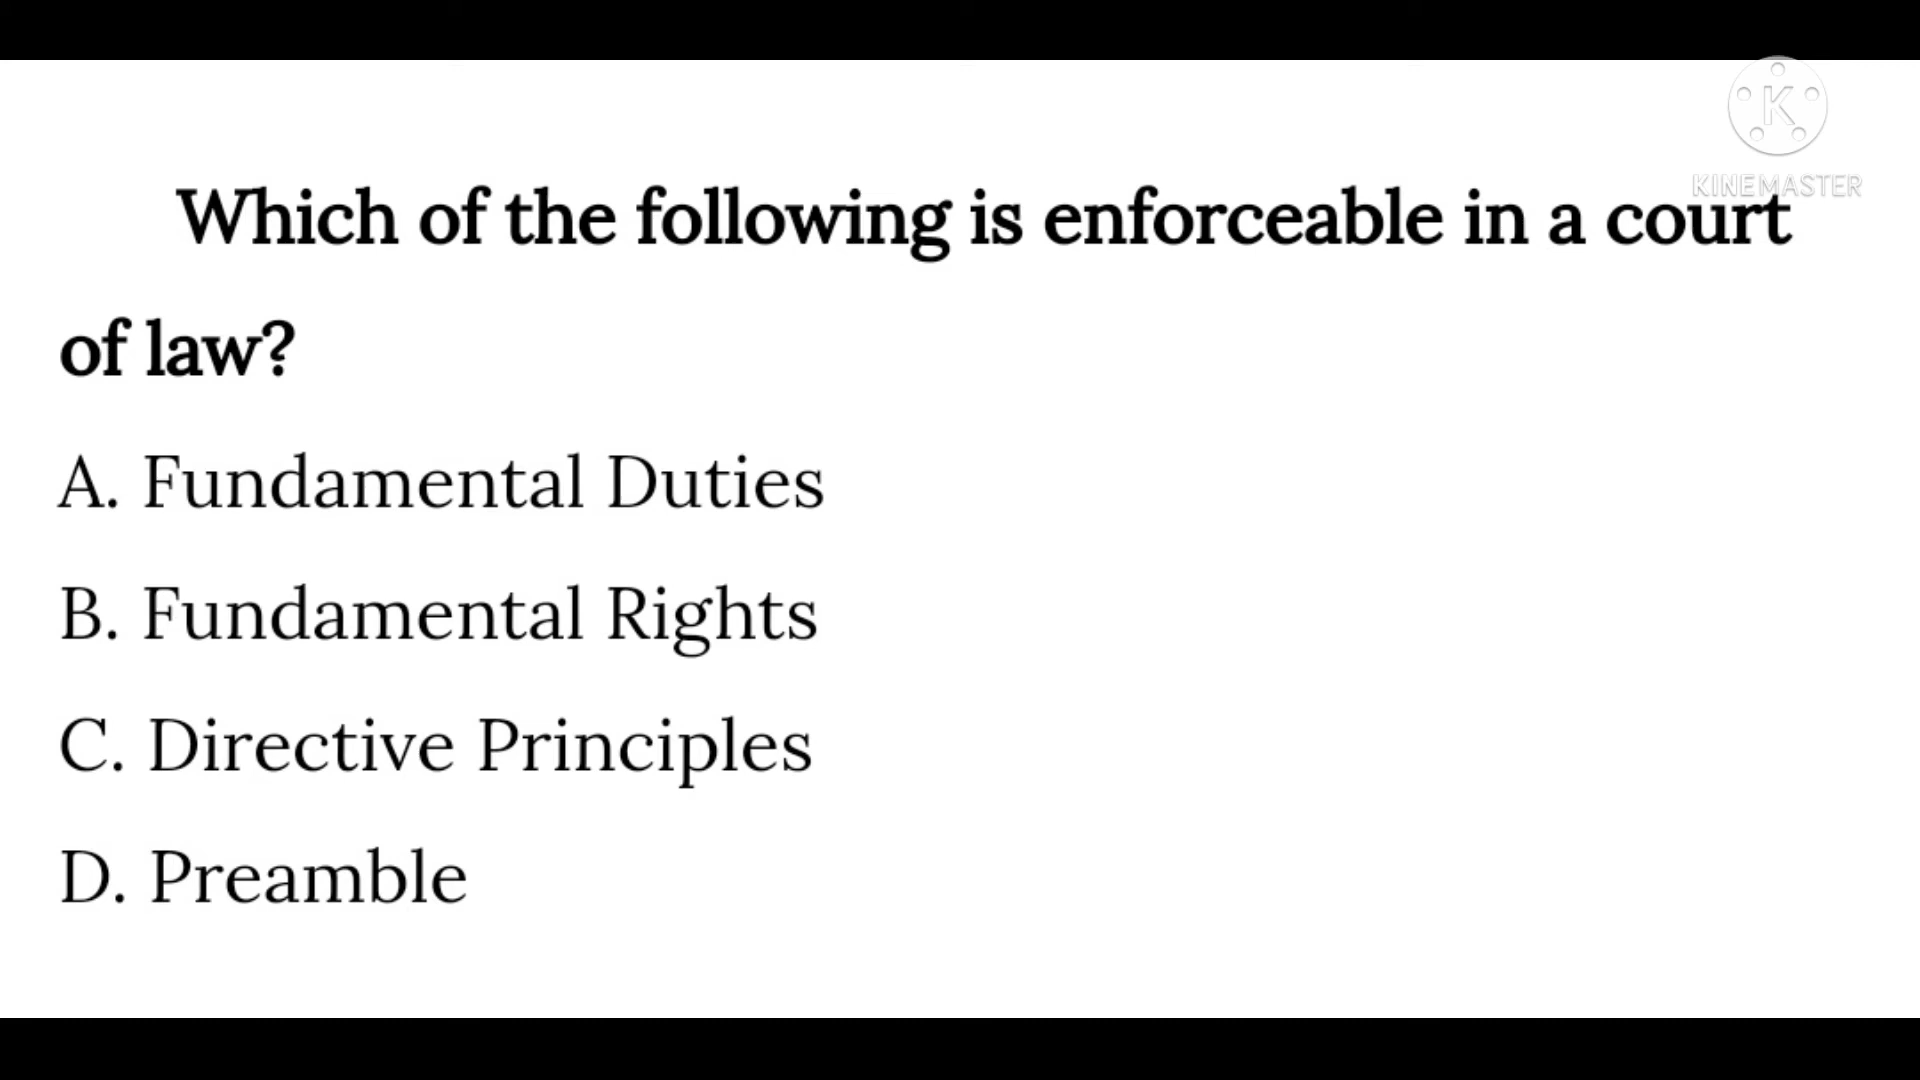 KINEMASTER
Which of the following is enforceable in a court
of law?
A. Fundamental Duties
B. Fundamental Rights
C. Directive Principles
D. Preamble